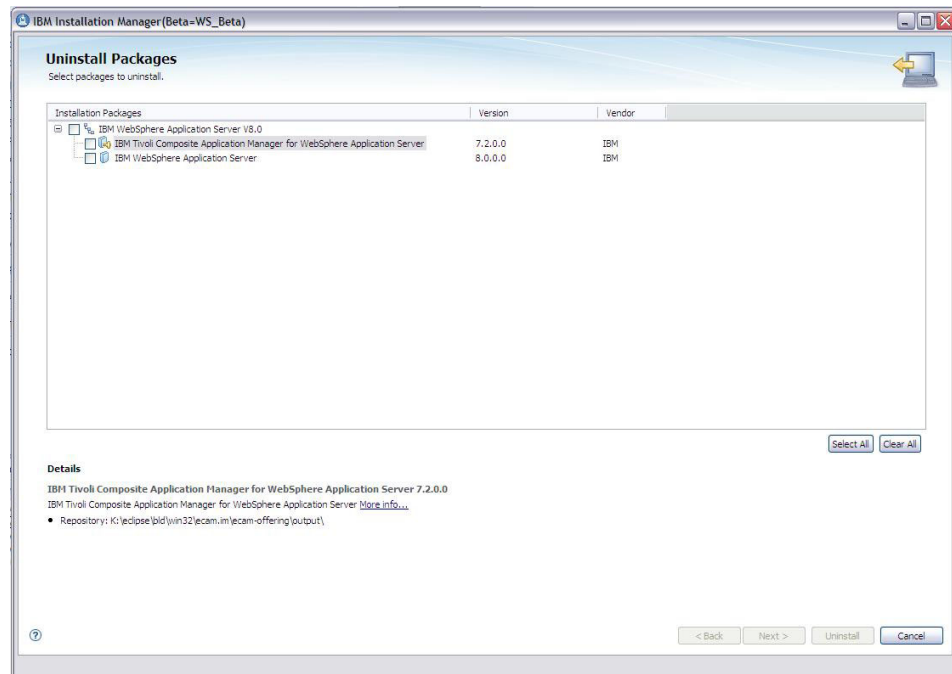 IBM Installation Manager(Beta=WS_Beta)
Uninstall Packages
Select packages to uninstall.
Installation Packages Version Vendor
IBM WebSphere Application Server V8.0
IBM Tivoli Composite Application Manager for WebSphere Application Server 7.2.0.0 IBM
IBM WebSphere Application Server 8.0.0.0 IBM
Select All Clear All
Details
IBM Tivoli Composite Application Manager for WebSphere Application Server 7.2.0.0
IBM Tivoli Composite Application Manager for WebSphere Application Server More info...
• Repository: K:\eclipse\bld\win32\ecam.im\ecam-offering\output\
? < Back Next > Uninstall Cancel